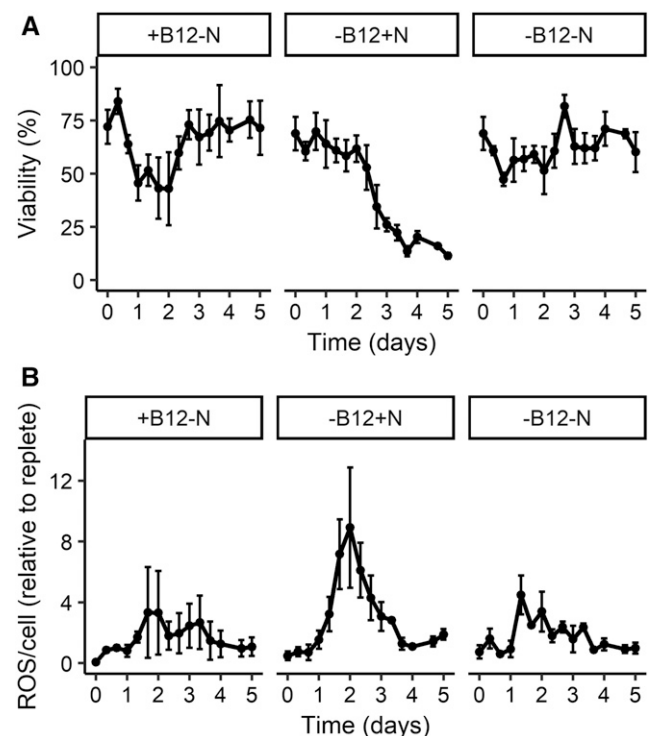 A
+B12-N -B12+N -B12-N
Viability (%)
100
75
50
25
0
0 1 2 3 4 5 0 1 2 3 4 5 0 1 2 3 4 5
Time (days)
B
+B12-N -B12+N -B12-N
ROS/cell (relative to replete)
12
8
4
0
0 1 2 3 4 5 0 1 2 3 4 5 0 1 2 3 4 5
Time (days)